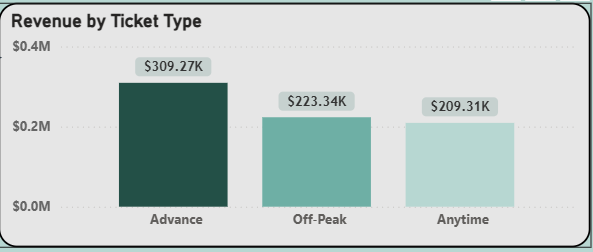 Revenue by Ticket Type
$0.4M
$309.27K
$223.34K
$209.31K
$0.2M
$0.0M
Advance Off-Peak Anytime